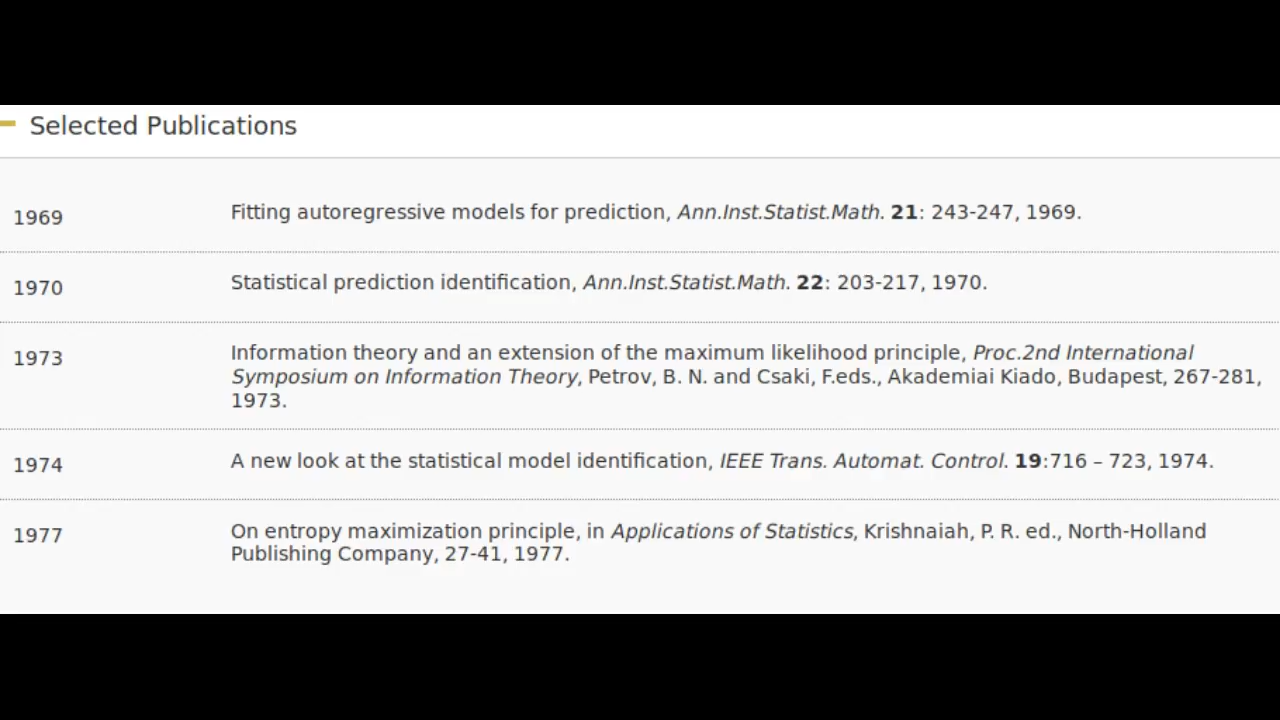 Selected Publications
1969
Fitting autoregressive models for prediction, Ann.Inst.Statist.Math. 21: 243-247, 1969.
1970
Statistical prediction identification, Ann.Inst.Statist.Math. 22: 203-217, 1970.
1973
Information theory and an extension of the maximum likelihood principle, Proc.2nd International
Symposium on Information Theory, Petrov, B. N. and Csaki, F.eds., Akademiai Kiado, Budapest, 267-281,
1973.
1974
A new look at the statistical model identification, IEEE Trans. Automat. Control. 19:716 – 723, 1974.
1977
On entropy maximization principle, in Applications of Statistics, Krishnaiah, P. R. ed., North-Holland
Publishing Company, 27-41, 1977.